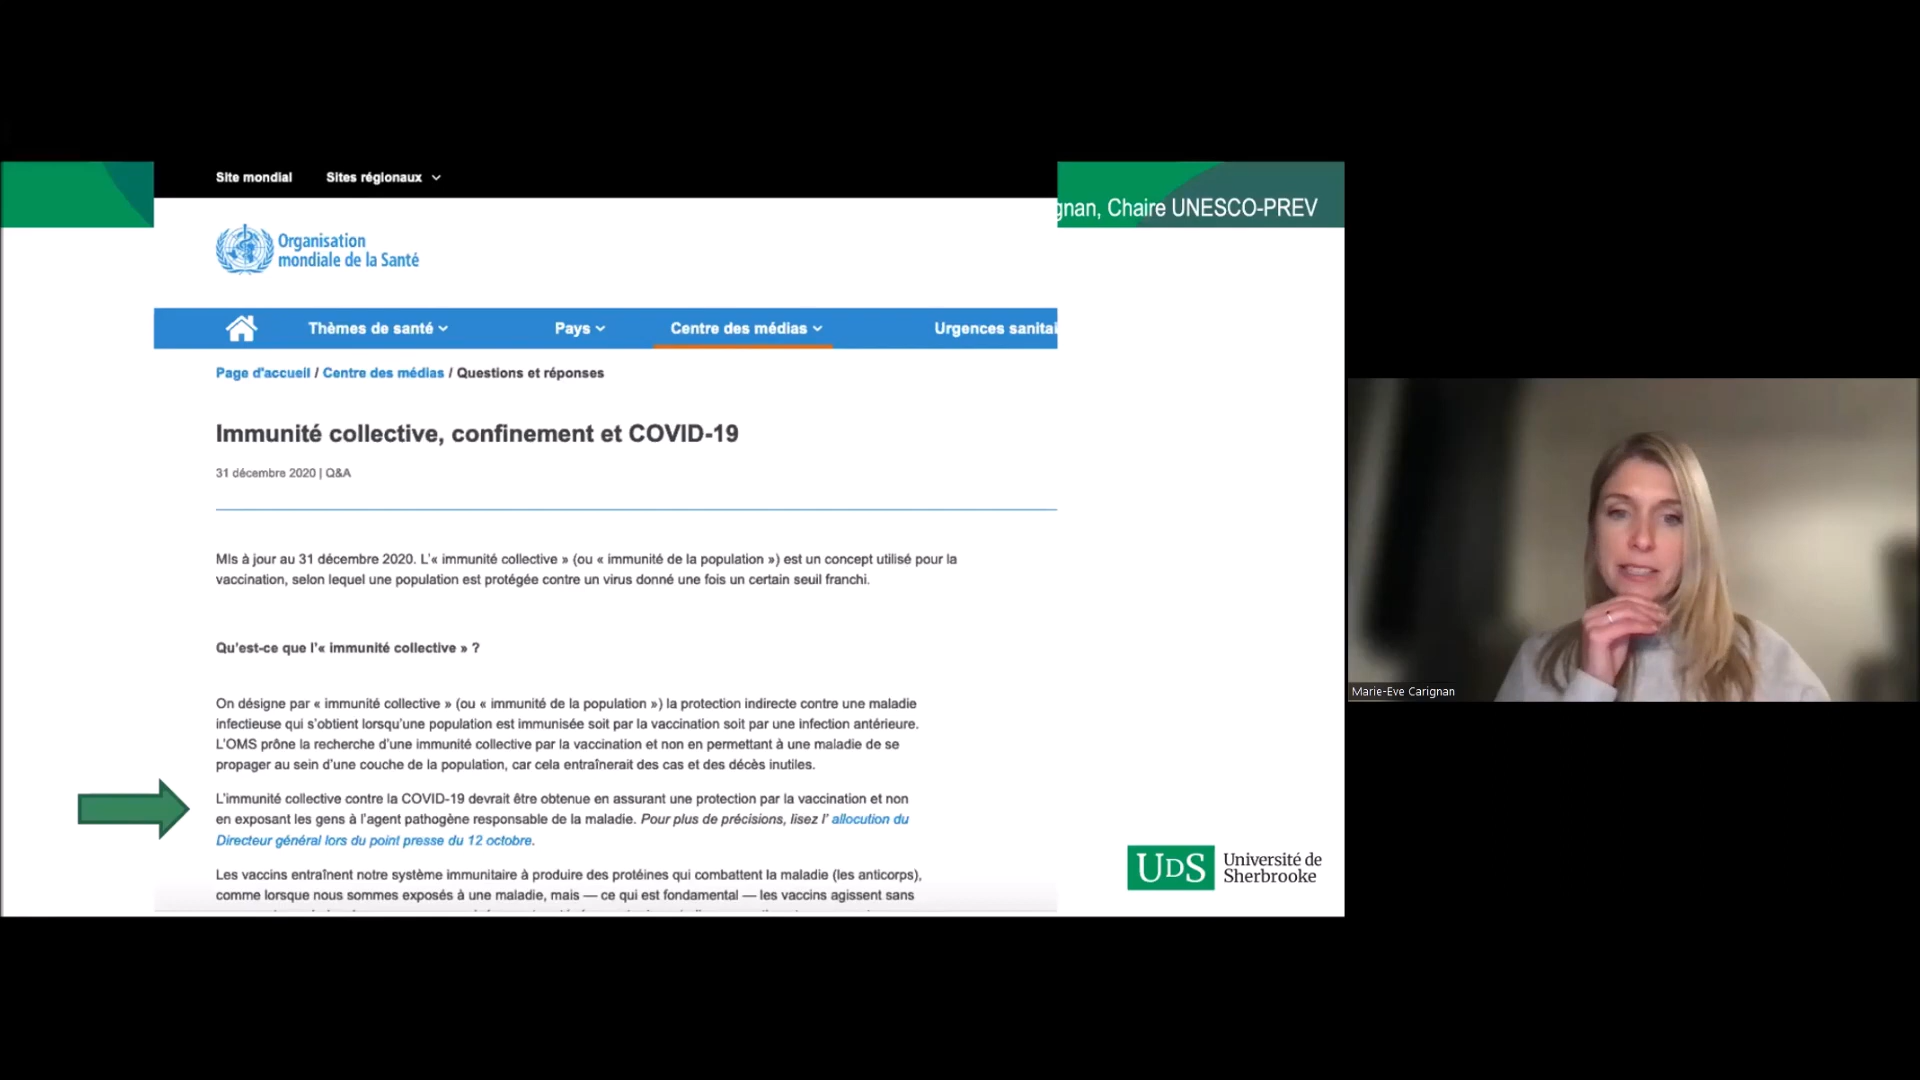 Site mondial Sites régionaux
gnan, Chaire UNESCO-PREV
Organisation
mondiale de la Santé
Thèmes de santé Pays Centre des médias Urgences sanitai
Page d'accueil / Centre des médias / Questions et réponses
Immunité collective, confinement et COVID-19
31 décembre 2020 | Q&A
MIs à jour au 31 décembre 2020. L'« immunité collective » (ou « immunité de la population ») est un concept utilisé pour la
vaccination, selon lequel une population est protégée contre un virus donné une fois un certain seuil franchi.
Qu'est-ce que l'« immunité collective » ?
On désigne par « immunité collective » (ou « immunité de la population ») la protection indirecte contre une maladie
infectieuse qui s'obtient lorsqu'une population est immunisée soit par la vaccination soit par une infection antérieure.
L'OMS prône la recherche d'une immunité collective par la vaccination et non en permettant à une maladie de se
propager au sein d'une couche de la population, car cela entraînerait des cas et des décès inutiles.
L'immunité collective contre la COVID-19 devrait être obtenue en assurant une protection par la vaccination et non
en exposant les gens à l'agent pathogène responsable de la maladie. Pour plus de précisions, lisez l' allocution du
Directeur général lors du point presse du 12 octobre.
Les vaccins entraînent notre système immunitaire à produire des protéines qui combattent la maladie (les anticorps),
comme lorsque nous sommes exposés à une maladie, mais — ce qui est fondamental — les vaccins agissent sans
UDS Université de
Sherbrooke
Marie-Eve Carignan